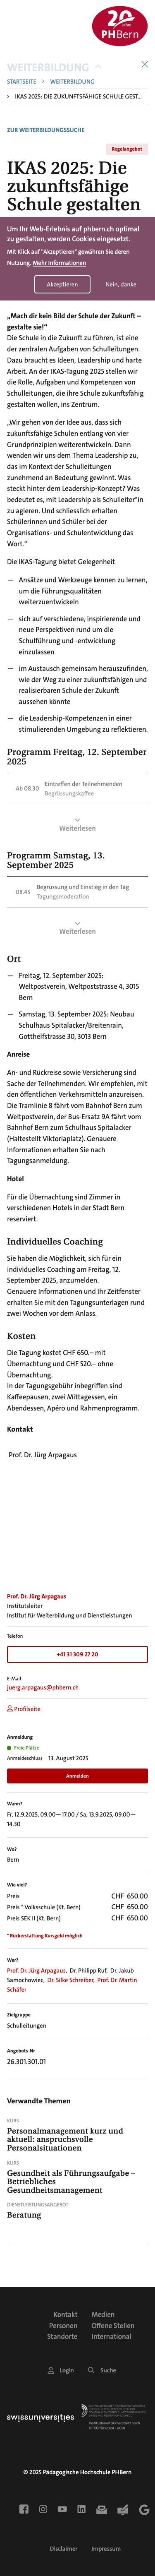 20
Jahre
PHBern
WEITERBILDUNG
STARTSEITE > WEITERBILDUNG
> IKAS 2025: DIE ZUKUNFTSFÄHIGE SCHULE GEST...
ZUR WEITERBILDUNGSSUCHE
Regelangebot
IKAS 2025: Die
zukunftsfähige
Schule gestalten
Um Ihr Web-Erlebnis auf phbern.ch optimal
zu gestalten, werden Cookies eingesetzt.
Mit Klick auf "Akzeptieren" gewähren Sie deren
Nutzung. Mehr Informationen
Akzeptieren
Nein, danke
„Mach dir kein Bild der Schule der Zukunft –
gestalte sie!“
Die Schule in die Zukunft zu führen, ist eine
der zentralen Aufgaben von Schulleitungen.
Dazu braucht es Ideen, Leadership und harte
Arbeit. An der IKAS-Tagung 2025 stellen wir
die Rolle, Aufgaben und Kompetenzen von
Schulleitungen, die die Schule zukunftsfähig
gestalten wollen, ins Zentrum.
„Wir gehen von der Idee aus, dass sich
zukunftsfähige Schulen entlang von vier
Grundprinzipien entwickeln. Dann
wenden wir uns dem Thema Leadership zu,
das im Kontext der Schulleitungen
zunehmend an Bedeutung gewinnt. Was
steckt hinter dem Leadership-Konzept? Was
bedeutet es, mit Leadership als Schulleiter*in
zu agieren. Und schliesslich erhalten
Schülerinnen und Schüler bei der
Organisations- und Schulentwicklung das
Wort.“
Die IKAS-Tagung bietet Gelegenheit
— Ansätze und Werkzeuge kennen zu lernen,
um die Führungsqualitäten
weiterzuentwickeln
— sich auf verschiedene, inspirierende und
neue Perspektiven rund um die
Schulführung und -entwicklung
einzulassen
— im Austausch gemeinsam herauszufinden,
wie der Weg zu einer zukunftsfähigen und
realisierbaren Schule der Zukunft
aussehen könnte
— die Leadership-Kompetenzen in einer
stimulierenden Umgebung zu reflektieren.
Programm Freitag, 12. September
2025
Ab 08.30 Eintreffen der Teilnehmenden
Begrüssungskaffee
Weiterlesen
Programm Samstag, 13.
September 2025
08.45 Begrüssung und Einstieg in den Tag
Tagungsmoderation
Weiterlesen
Ort
— Freitag, 12. September 2025:
Weltpostverein, Weltpoststrasse 4, 3015
Bern
— Samstag, 13. September 2025: Neubau
Schulhaus Spitalacker/Breitenrain,
Gotthelfstrasse 30, 3013 Bern
Anreise
An- und Rückreise sowie Versicherung sind
Sache der Teilnehmenden. Wir empfehlen, mit
den öffentlichen Verkehrsmitteln anzureisen.
Die Tramlinie 8 fährt vom Bahnhof Bern zum
Weltpostverein, der Bus-Ersatz 9A fährt vom
Bahnhof Bern zum Schulhaus Spitalacker
(Haltestellt Viktoriaplatz). Genauere
Informationen erhalten Sie nach
Tagungsanmeldung.
Hotel
Für die Übernachtung sind Zimmer in
verschiedenen Hotels in der Stadt Bern
reserviert.
Individuelles Coaching
Sie haben die Möglichkeit, sich für ein
individuelles Coaching am Freitag, 12.
September 2025, anzumelden.
Genauere Informationen und Ihr Zeitfenster
erhalten Sie mit den Tagungsunterlagen rund
zwei Wochen vor dem Anlass.
Kosten
Die Tagung kostet CHF 650.– mit
Übernachtung und CHF 520.– ohne
Übernachtung.
In der Tagungsgebühr inbegriffen sind
Kaffeepausen, zwei Mittagessen, ein
Abendessen, Apéro und Rahmenprogramm.
Kontakt
Prof. Dr. Jürg Arpagaus
Prof. Dr. Jürg Arpagaus
Institutsleiter
Institut für Weiterbildung und Dienstleistungen
Telefon
+41 31 309 27 20
E-Mail
juerg.arpagaus@phbern.ch
Profilseite
Anmeldung
Freie Plätze
Anmeldeschluss 13. August 2025
Anmelden
Wann?
Fr, 12.9.2025, 09.00—17.00 / Sa, 13.9.2025, 09.00—
14.30
Wo?
Bern
Wie viel?
Preis CHF 650.00
Preis * Volksschule (Kt. Bern) CHF 650.00
Preis SEK II (Kt. Bern) CHF 650.00
* Rückerstattung Kursgeld möglich
Wer?
Prof. Dr. Jürg Arpagaus, Dr. Philipp Ruf, Dr. Jakub
Samochowiec, Dr. Silke Schreiber, Prof. Dr. Martin
Schäfer
Zielgruppe
Schulleitungen
Angebots-Nr
26.301.301.01
Verwandte Themen
KURS
Personalmanagement kurz und
aktuell: anspruchsvolle
Personalsituationen
KURS
Gesundheit als Führungsaufgabe –
Betriebliches
Gesundheitsmanagement
DIENSTLEISTUNGSANGEBOT
Beratung
Kontakt Medien
Personen Offene Stellen
Standorte International
Login Suche
swissuniversities
© 2025 Pädagogische Hochschule PHBern
Disclaimer Impressum